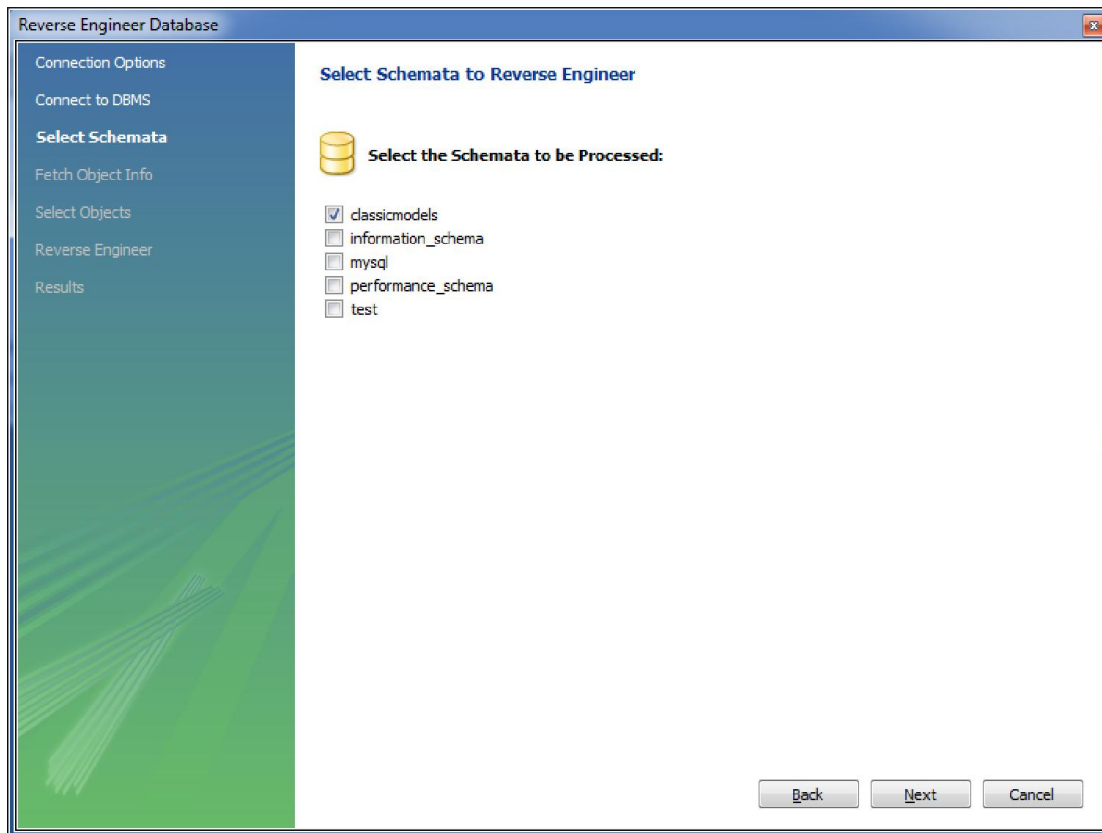 Reverse Engineer Database
Connection Options
Connect to DBMS
Select Schemata
Fetch Object Info
Select Objects
Reverse Engineer
Results
Select Schemata to Reverse Engineer
Select the Schemata to be Processed:
classicmodels
information_schema
mysql
performance_schema
test
Back Next Cancel